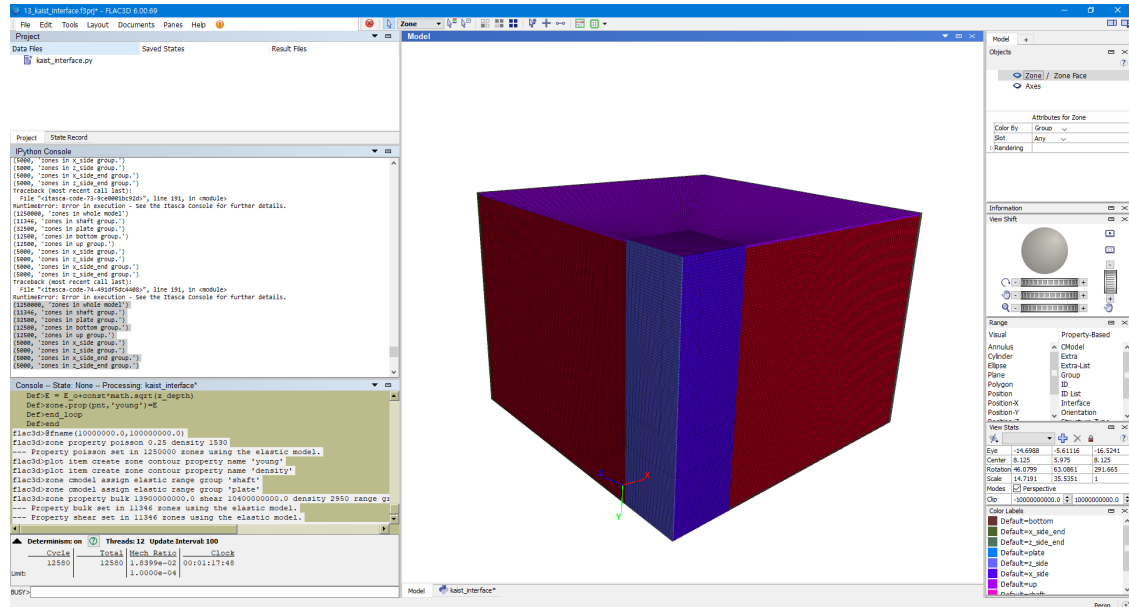 13_kaist_interface.f3prj* - FLAC3D 6.00.69
File Edit Tools Layout Documents Panes Help
Zone
Project
Data Files Saved States Result Files
kaist_interface.py
Project State Record
IPython Console
(5000, 'zones in x_side group.')
(5000, 'zones in z_side group.')
(5000, 'zones in x_side_end group.')
(5000, 'zones in z_side_end group.')
Traceback (most recent call last):
File "<itasca-code-73-9ce0001bc92d>", line 191, in <module>
RuntimeError: Error in execution - See the Itasca Console for further details.
(1250000, 'zones in whole model')
(11346, 'zones in shaft group.')
(32500, 'zones in plate group.')
(12500, 'zones in bottom group.')
(12500, 'zones in up group.')
(5000, 'zones in x_side group.')
(5000, 'zones in z_side group.')
(5000, 'zones in x_side_end group.')
(5000, 'zones in z_side_end group.')
Traceback (most recent call last):
File "<itasca-code-74-491df5dc4408>", line 191, in <module>
RuntimeError: Error in execution - See the Itasca Console for further details.
(1250000, 'zones in whole model')
(11346, 'zones in shaft group.')
(32500, 'zones in plate group.')
(12500, 'zones in bottom group.')
(12500, 'zones in up group.')
(5000, 'zones in x_side group.')
(5000, 'zones in z_side group.')
(5000, 'zones in x_side_end group.')
(5000, 'zones in z_side_end group.')
Console -- State: None -- Processing: kaist_interface*
Def>E = E_o+const*math.sqrt(z_depth)
Def>zone.prop(pnt,'young')=E
Def>end_loop
Def>end
flac3d>@fname(10000000.0,100000000.0)
flac3d>zone property poisson 0.25 density 1530
--- Property poisson set in 1250000 zones using the elastic model.
flac3d>plot item create zone contour property name 'young'
flac3d>plot item create zone contour property name 'density'
flac3d>zone cmodel assign elastic range group 'shaft'
flac3d>zone cmodel assign elastic range group 'plate'
flac3d>zone property bulk 13900000000.0 shear 10400000000.0 density 2950 range gr
--- Property bulk set in 11346 zones using the elastic model.
--- Property shear set in 11346 zones using the elastic model.
Determinism: on Threads: 12 Update Interval: 100
Cycle Total Mech Ratio Clock
12580 12580 1.8399e-02 00:01:17:48
Limit: 1.0000e-04
BUSY>
Model
X
Y
Z
Model kaist_interface*
Model +
Objects
Zone / Zone Face
Axes
Attributes for Zone
Color By Group
Slot Any
Rendering
Information
View Shift
Range
Visual Property-Based
Annulus CModel
Cylinder Extra
Ellipse Extra-List
Plane Group
Polygon ID
Position ID List
Position-X Interface
Position-Y Orientation
View Stats
Eye -14.6988 -5.61116 -16.5241
Center 8.125 5.975 8.125
Rotation 46.0799 63.0861 291.665
Scale 14.7191 35.5351 1
Modes Perspective
Clip -10000000000.0 10000000000.0
Color Labels
Default=bottom
Default=x_side_end
Default=z_side_end
Default=plate
Default=z_side
Default=x_side
Default=up
Default=shaft
Persp